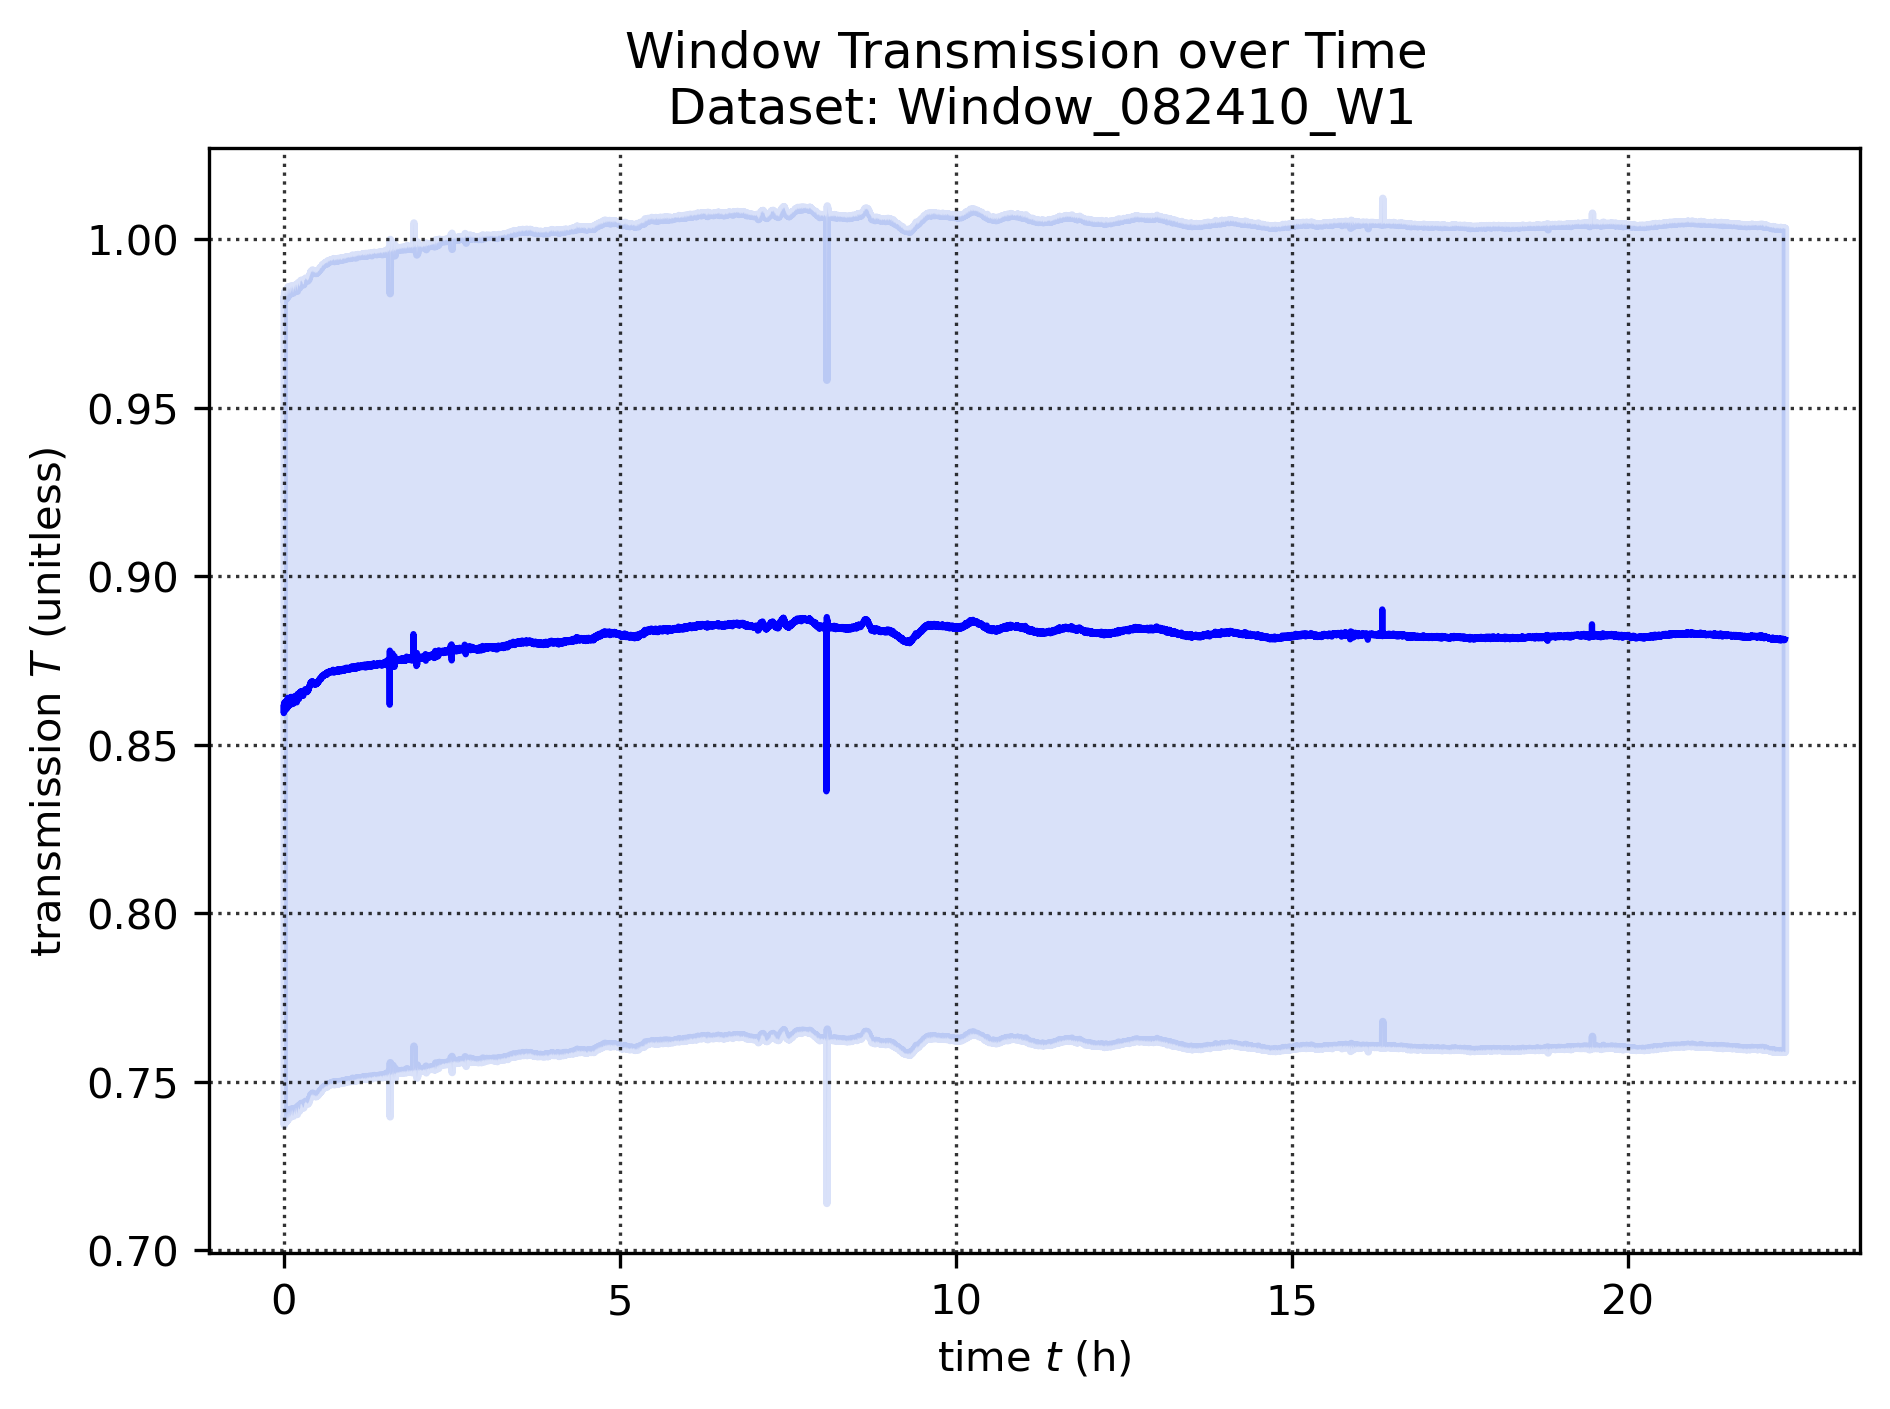 Window Transmission over Time
Dataset: Window_082410_W1
transmission T (unitless)
1.00
0.95
0.90
0.85
0.80
0.75
0.70
0 5 10 15 20
time t (h)